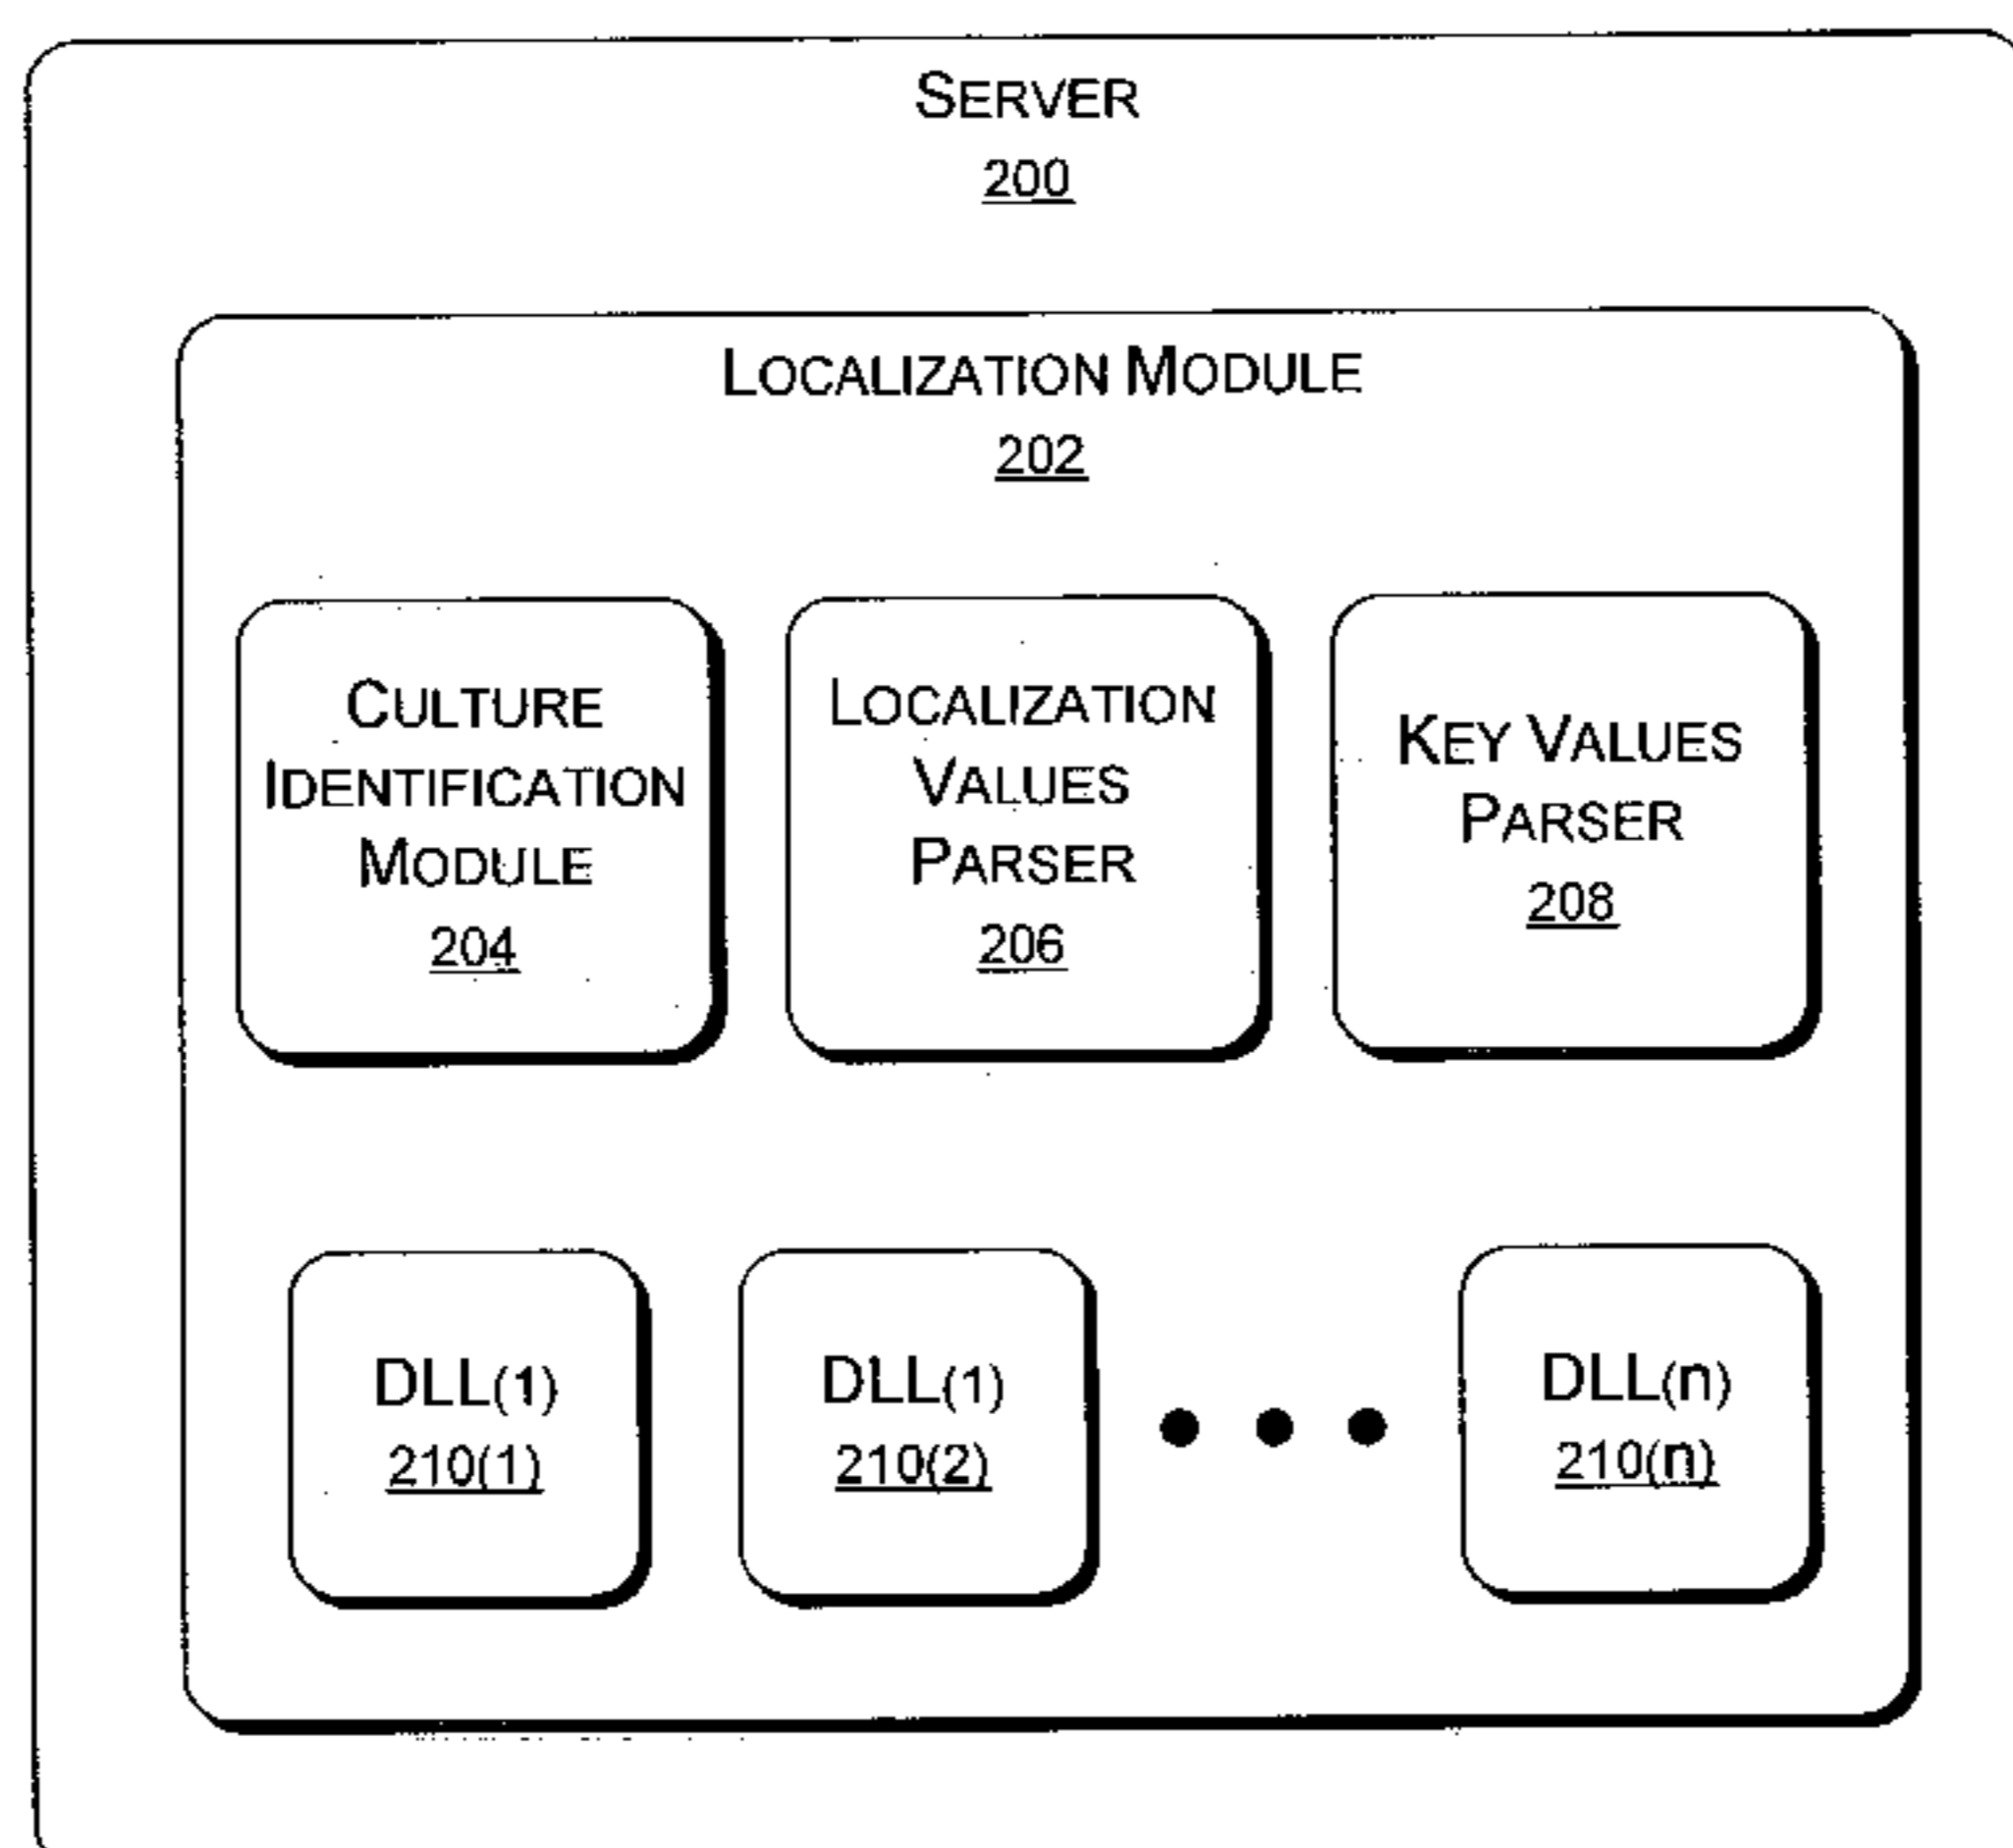 SERVER
200
LOCALIZATION MODULE
202
CULTURE
IDENTIFICATION
MODULE
204
LOCALIZATION
VALUES
PARSER
206
KEY VALUES
PARSER
208
DLL(1)
210(1)
DLL(1)
210(2)
DLL(n)
210(n)